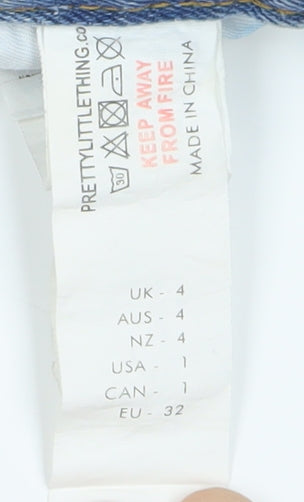 PRETTYLITTLETHING.CO
30
KEEP AWAY
FROM FIRE
MADE IN CHINA
UK - 4
AUS - 4
NZ - 4
USA - 1
CAN - 1
EU - 32